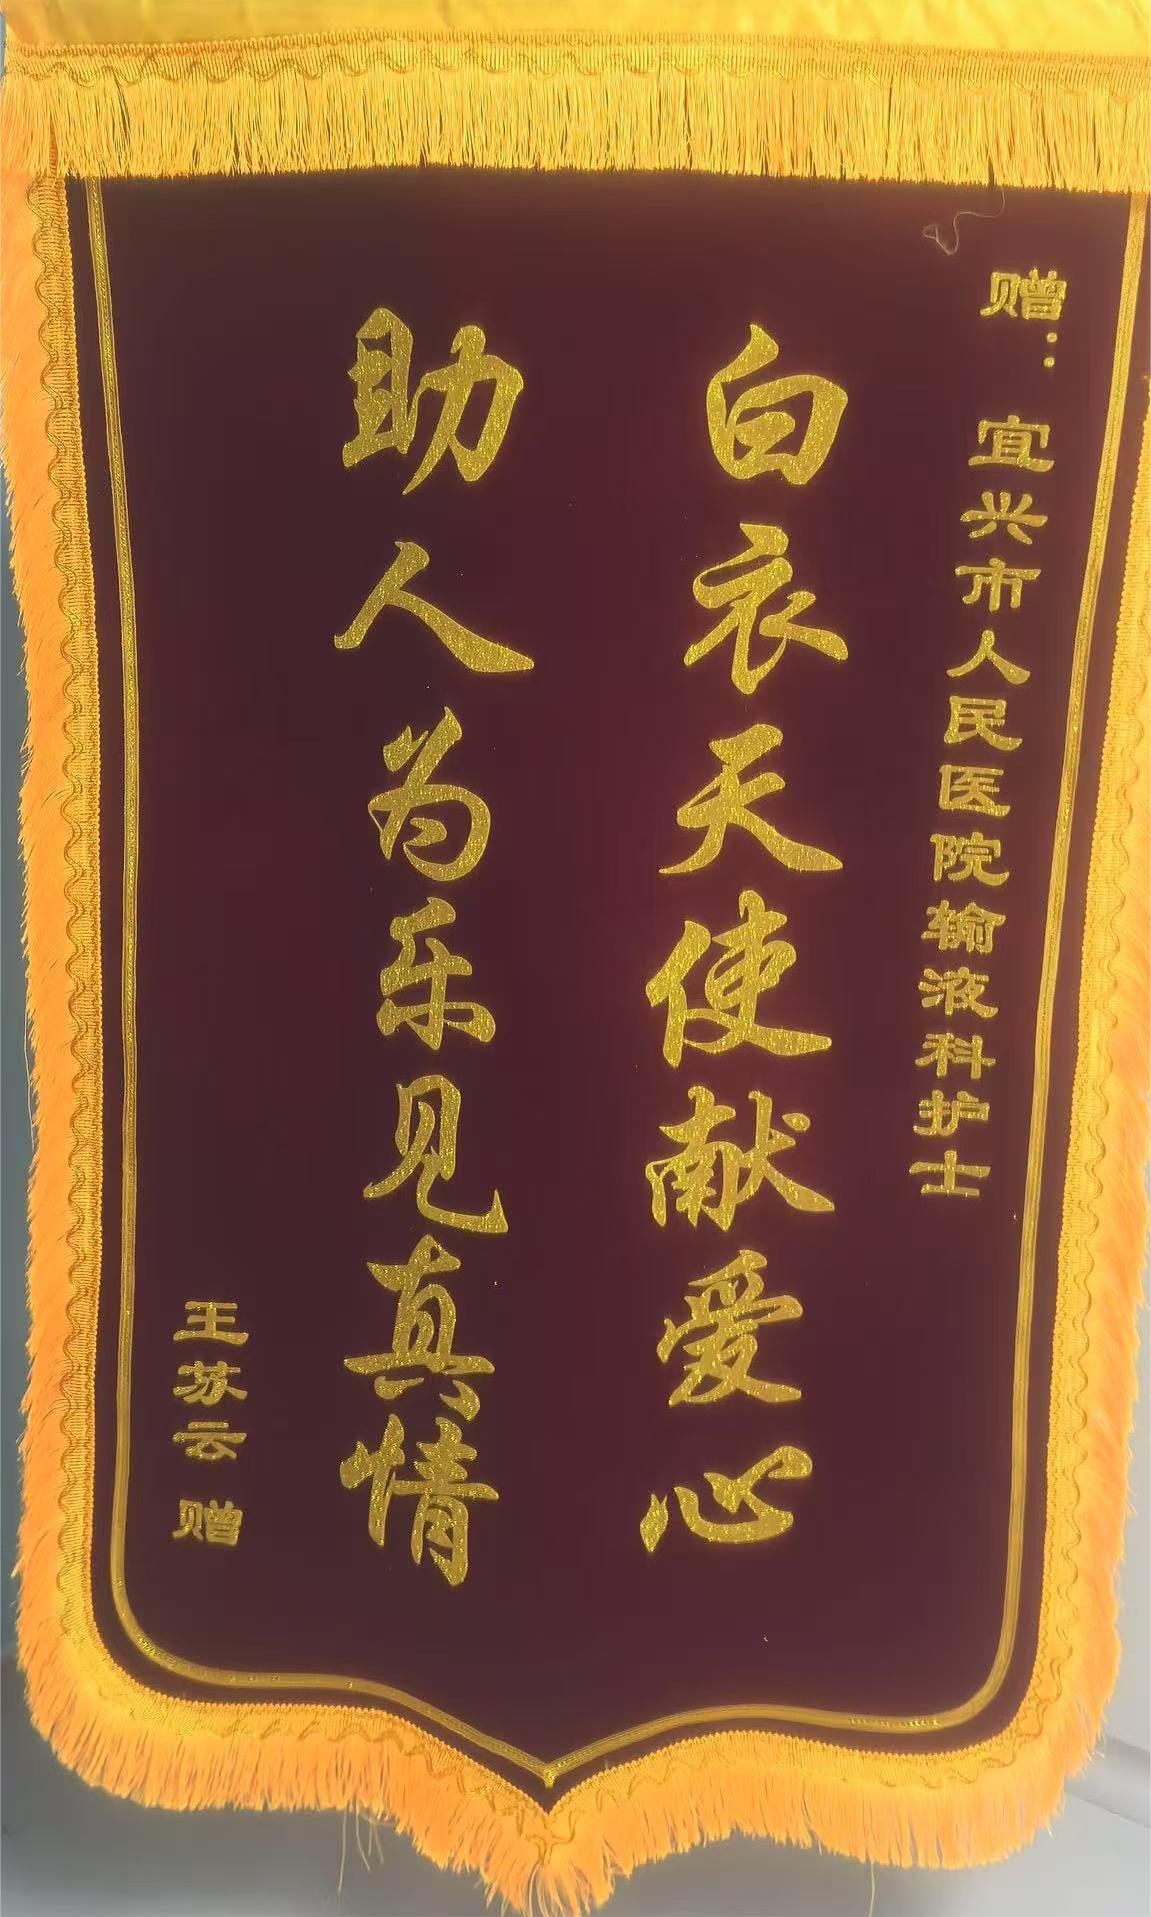 赠：宜兴市人民医院输液科护士
白衣天使献爱心
助人为乐见真情
王苏云 赠